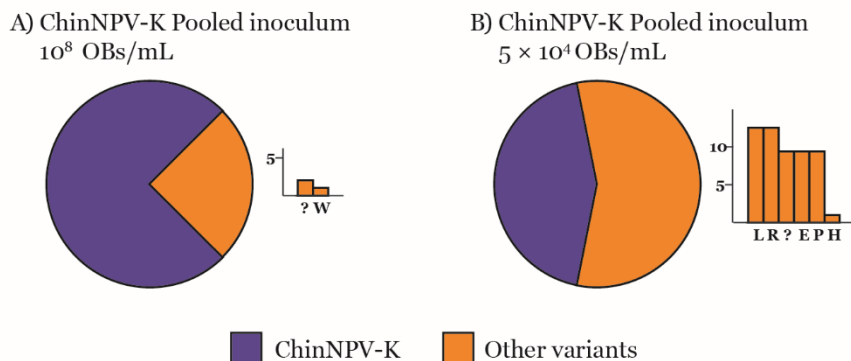 A) ChinNPV-K Pooled inoculum
10⁸ OBs/mL
B) ChinNPV-K Pooled inoculum
5 × 10⁴ OBs/mL
5
? W
10
5
L R ? E P H
ChinNPV-K
Other variants